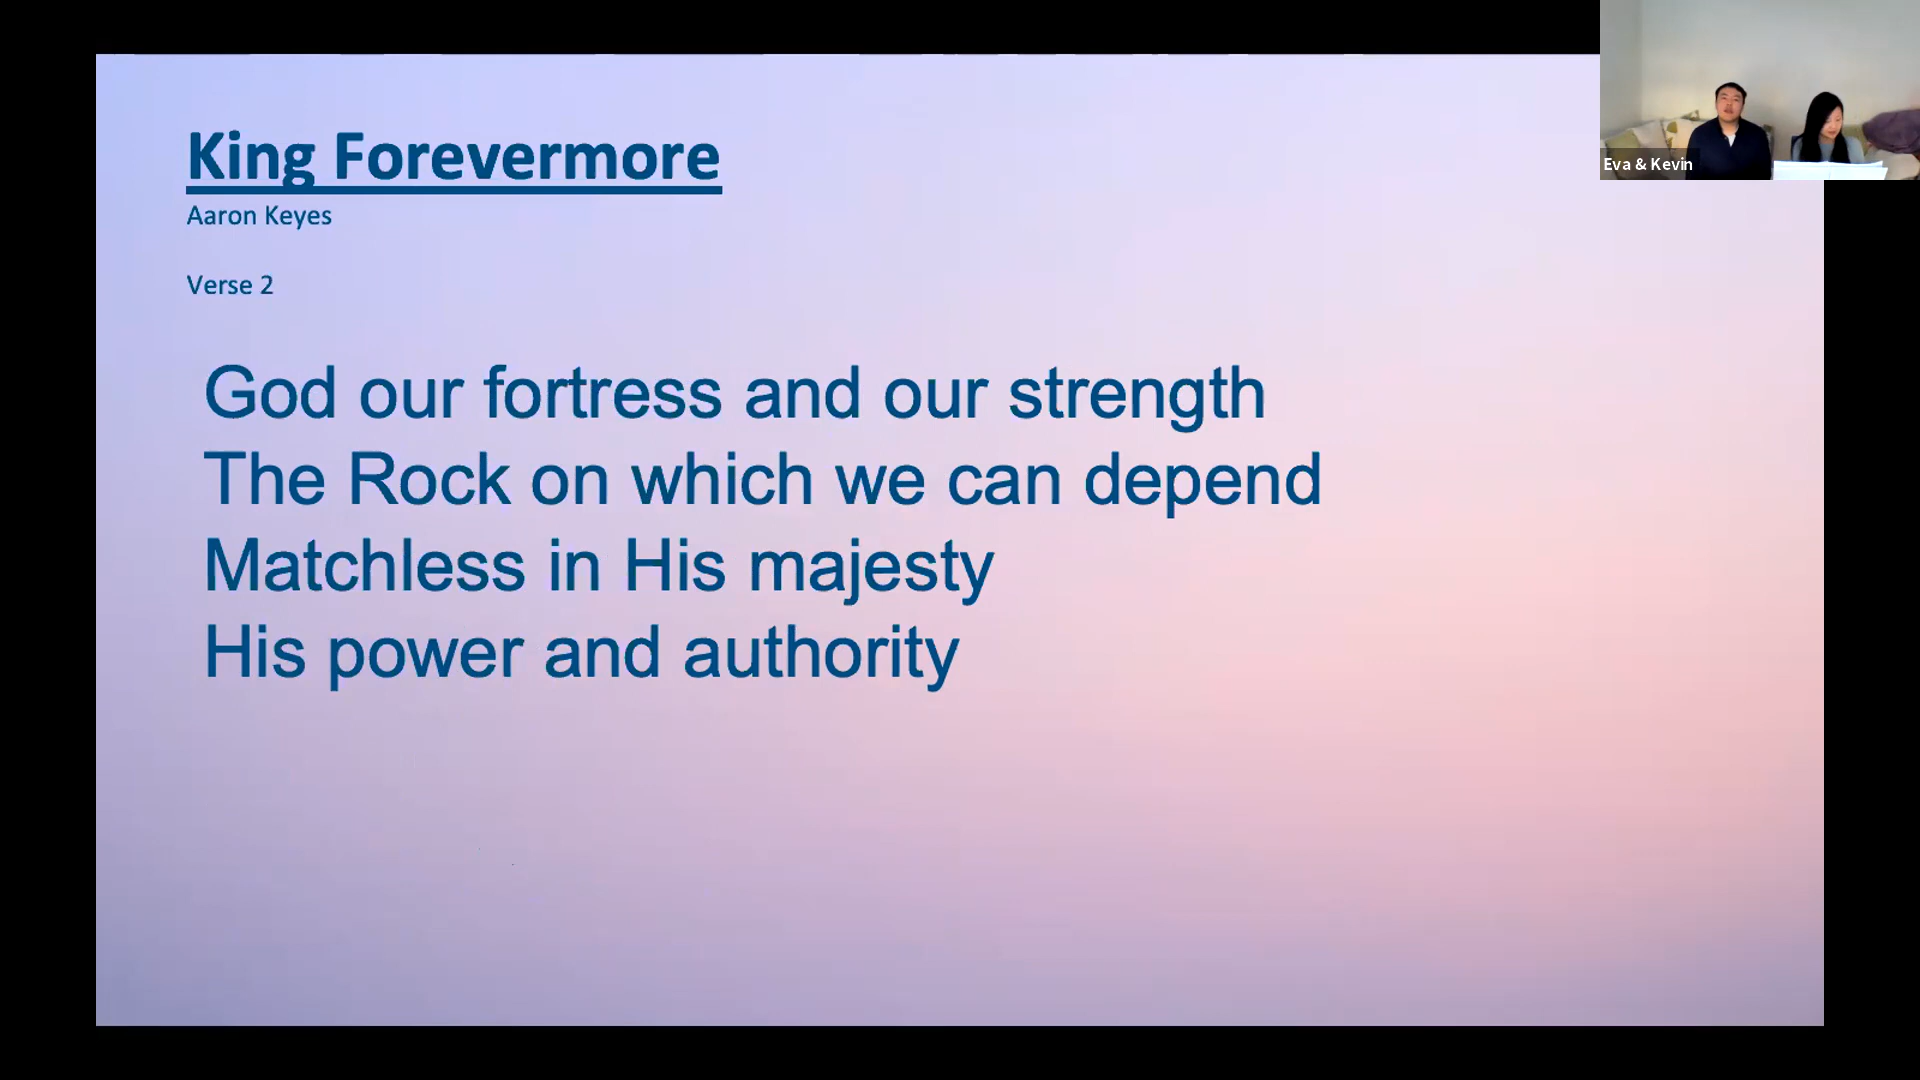 King Forevermore
Aaron Keyes
Verse 2
God our fortress and our strength
The Rock on which we can depend
Matchless in His majesty
His power and authority
Eva & Kevin